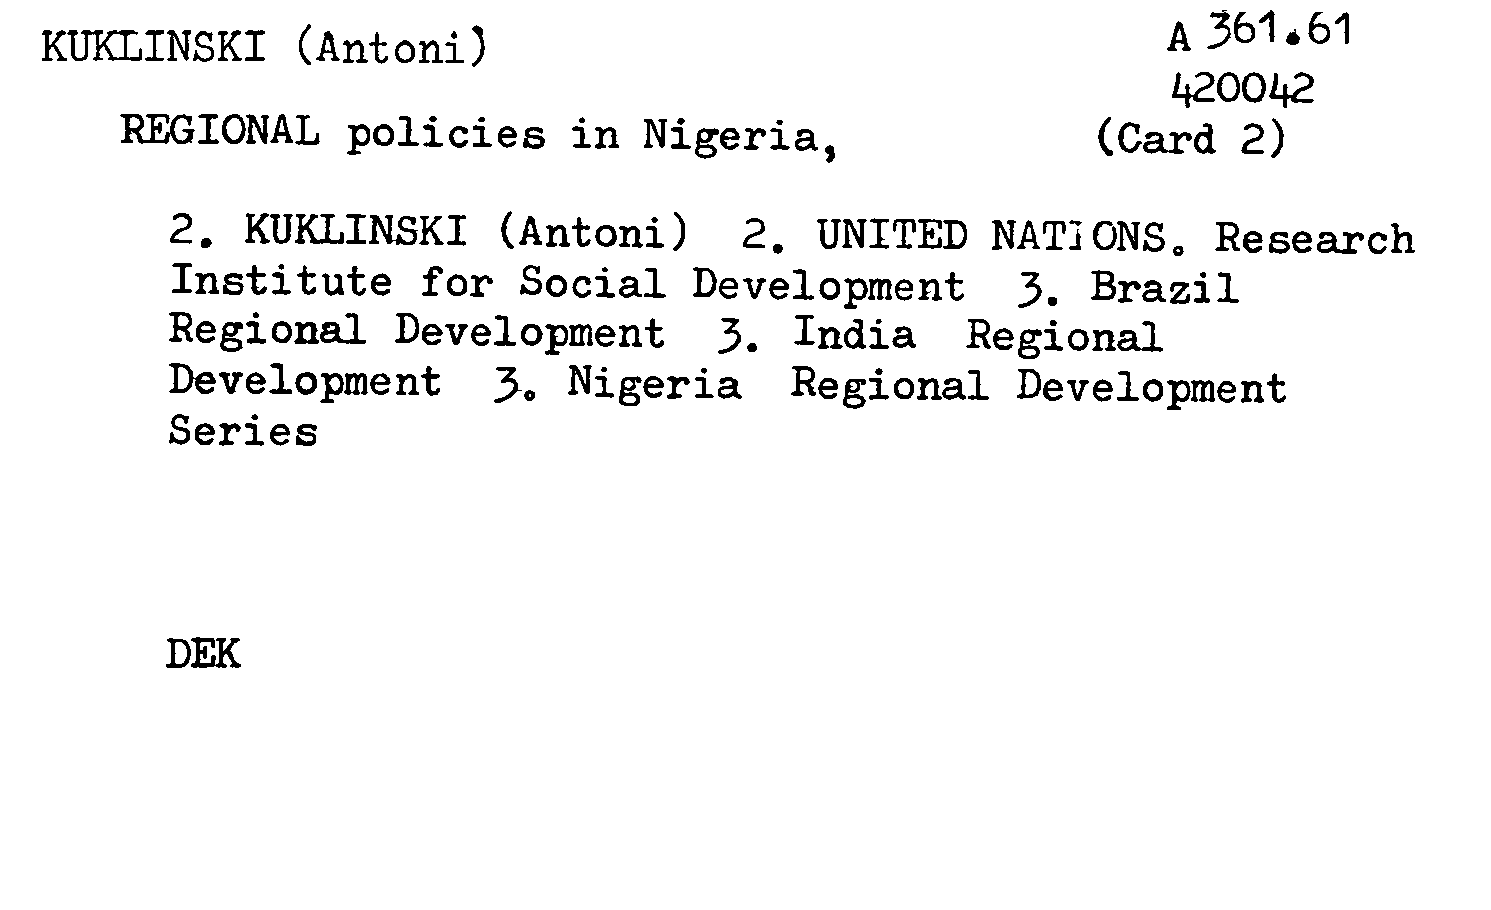 KUKLINSKI (Antoni)
A 361.61
420042
REGIONAL policies in Nigeria,
(Card 2)
2. KUKLINSKI (Antoni) 2. UNITED NATIONS. Research
Institute for Social Development 3. Brazil
Regional Development 3. India Regional
Development 3. Nigeria Regional Development
Series
DEK